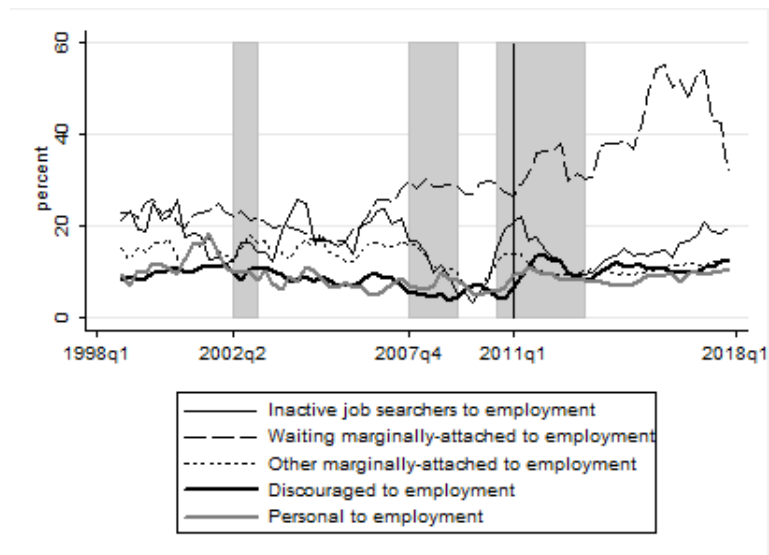 60
40
20
0
percent
1998q1 2002q2 2007q4 2011q1 2018q1
Inactive job searchers to employment
Waiting marginally-attached to employment
Other marginally-attached to employment
Discouraged to employment
Personal to employment